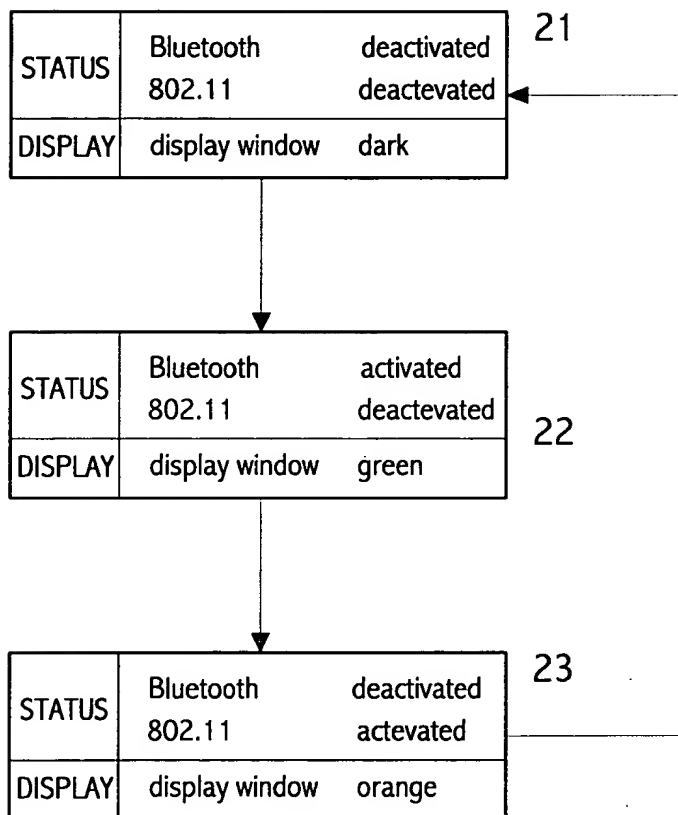 21
STATUS Bluetooth deactivated
802.11 deactevated
DISPLAY display window dark
STATUS Bluetooth activated
802.11 deactevated
22
DISPLAY display window green
23
STATUS Bluetooth deactivated
802.11 actevated
DISPLAY display window orange